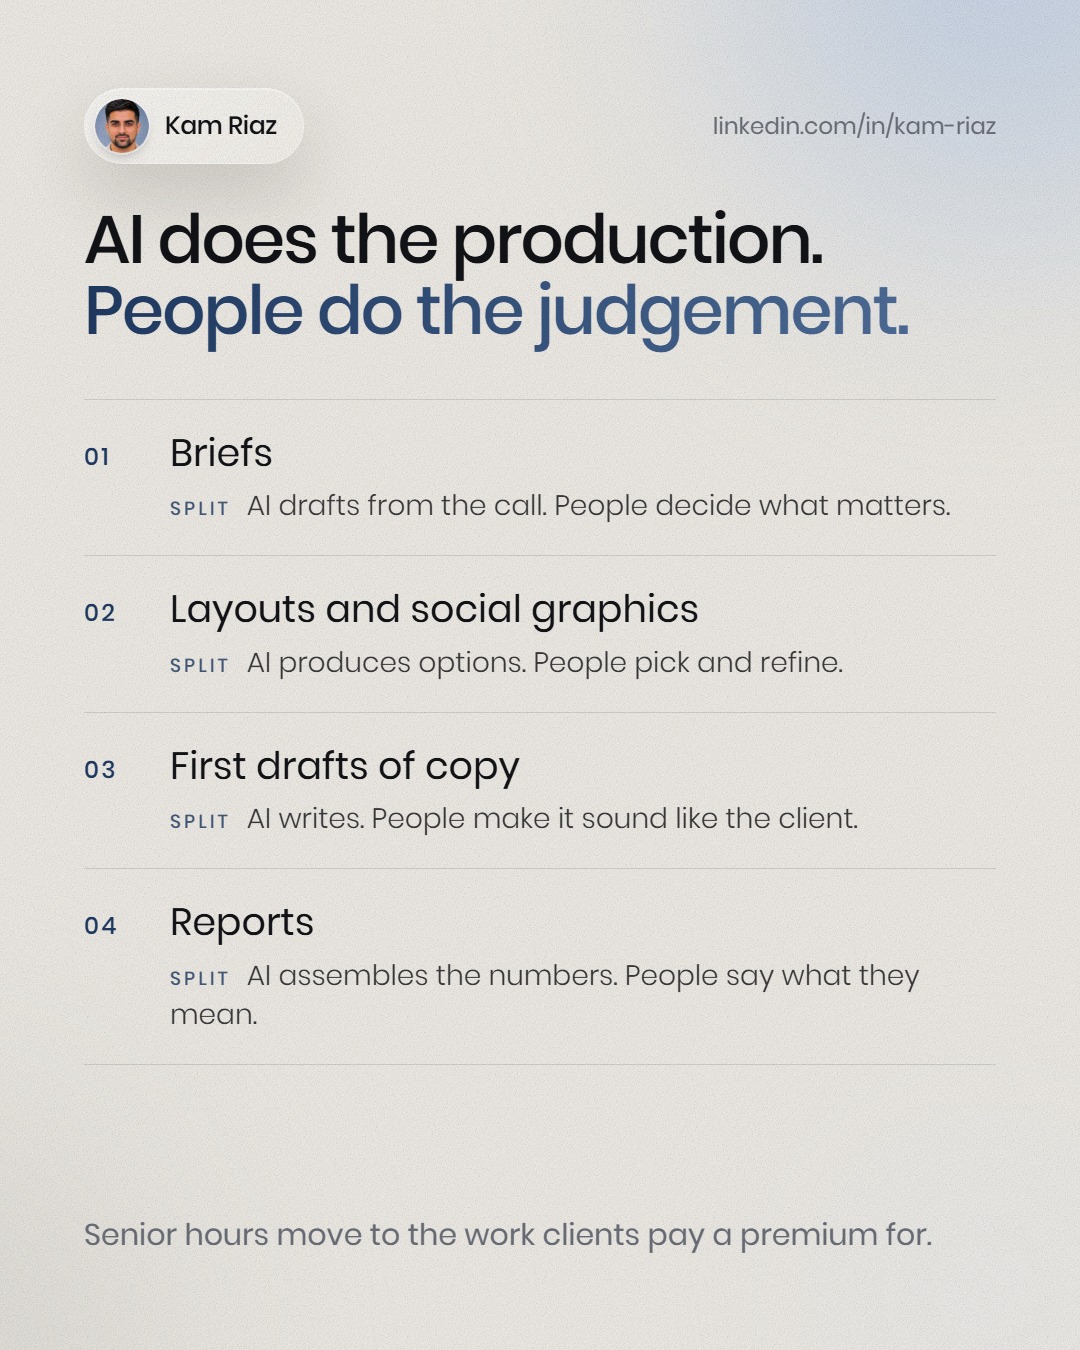 Kam Riaz
linkedin.com/in/kam-riaz
AI does the production.
People do the judgement.
01 Briefs
SPLIT AI drafts from the call. People decide what matters.
02 Layouts and social graphics
SPLIT AI produces options. People pick and refine.
03 First drafts of copy
SPLIT AI writes. People make it sound like the client.
04 Reports
SPLIT AI assembles the numbers. People say what they
mean.
Senior hours move to the work clients pay a premium for.